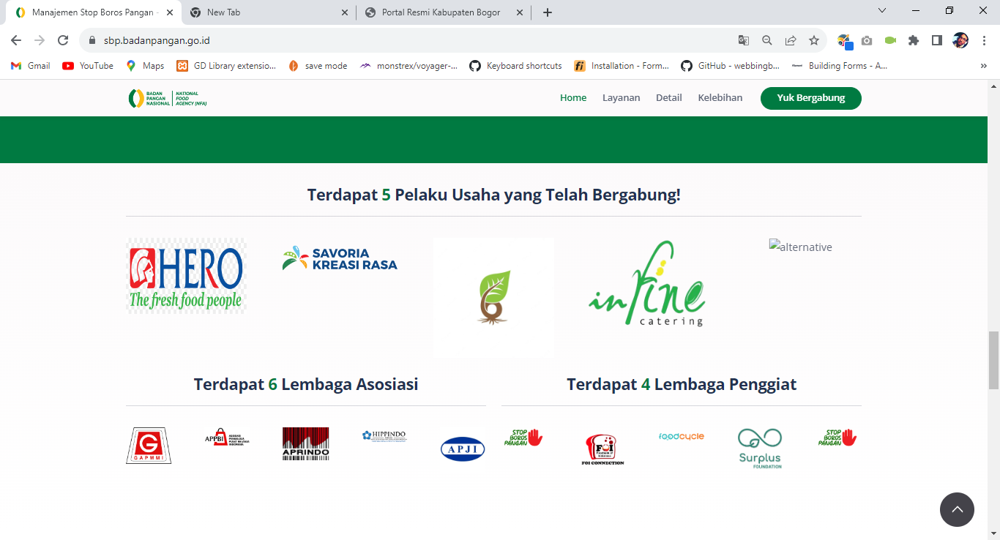 Manajemen Stop Boros Pangan -
New Tab
Portal Resmi Kabupaten Bogor
sbp.badanpangan.go.id
Gmail
YouTube
Maps
GD Library extensio...
save mode
monstrex/voyager-...
Keyboard shortcuts
Installation - Form...
GitHub - webbingb...
Building Forms - A...
BADAN
PANGAN
NASIONAL
NATIONAL
FOOD
AGENCY (NFA)
Home
Layanan
Detail
Kelebihan
Yuk Bergabung
Terdapat 5 Pelaku Usaha yang Telah Bergabung!
HERO
The fresh food people
SAVORIA
KREASI RASA
infine
catering
alternative
Terdapat 6 Lembaga Asosiasi
Terdapat 4 Lembaga Penggiat
G
GAPMMI
APPBI
APRINDO
HIPPINDO
APJI
STOP
BOROS
PANGAN
FOI
FOI CONNECTION
foodcycle
Surplus
FOUNDATION
STOP
BOROS
PANGAN